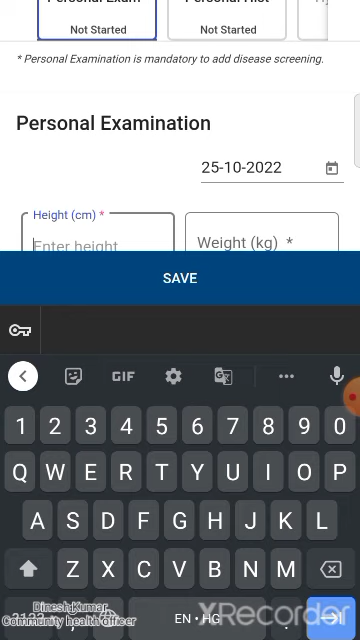 Not Started
Not Started
* Personal Examination is mandatory to add disease screening.
Personal Examination
25-10-2022
Height (cm) *
Enter height
Weight (kg) *
SAVE
GIF
1 2 3 4 5 6 7 8 9 0
Q W E R T Y U I O P
A S D F G H J K L
Z X C V B N M
Dinesh Kumar
Community health officer
EN • HG
XRecorder